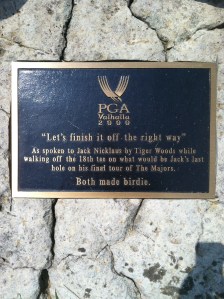 PGA
Valhalla
2000
"Let's finish it off the right way"
As spoken to Jack Nicklaus by Tiger Woods while
walking off the 18th tee on what would be Jack's last
hole on his final tour of The Majors.
Both made birdie.